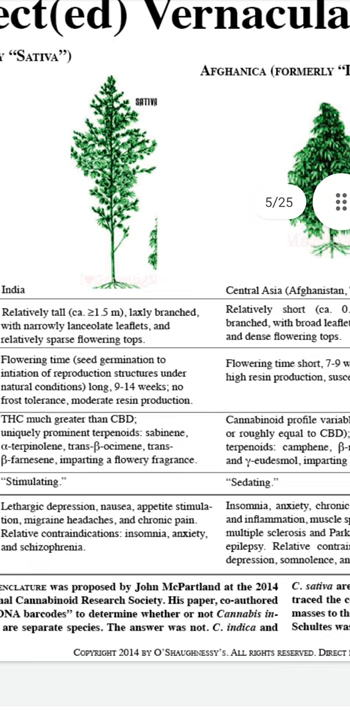 ect(ed) Vernacula
Y "SATIVA")
AFGHANICA (FORMERLY "I
SATIVA
5/25
India
Relatively tall (ca. ≥1.5 m), laxly branched,
with narrowly lanceolate leaflets, and
relatively sparse flowering tops.
Flowering time (seed germination to
intiation of reproduction structures under
natural conditions) long, 9-14 weeks; no
frost tolerance, moderate resin production.
THC much greater than CBD;
uniquely prominent terpenoids: sabinene,
α-terpinolene, trans-β-ocimene, trans-
β-farnesene, imparting a flowery fragrance.
"Stimulating."
Lethargic depression, nausea, appetite stimula-
tion, migraine headaches, and chronic pain.
Relative contraindications: insomnia, anxiety,
and schizophrenia.
Central Asia (Afghanistan,
Relatively short (ca. 0.
branched, with broad leaflet
and dense flowering tops.
Flowering time short, 7-9 w
high resin production, susce
Cannabinoid profile variabl
or roughly equal to CBD);
terpenoids: camphene, β-
and γ-eudesmol, imparting
"Sedating."
Insomnia, anxiety, chronic
and inflammation, muscle sp
multiple sclerosis and Park
epilepsy. Relative contrai
depression, somnolence, an
ENCLATURE was proposed by John McPartland at the 2014
nal Cannabinoid Research Society. His paper, co-authored
DNA barcodes" to determine whether or not Cannabis in-
are separate species. The answer was not. C. indica and
C. sativa are
traced the c
masses to th
Schultes wa
COPYRIGHT 2014 BY O'SHAUGHNESSY'S. ALL RIGHTS RESERVED. DIRECT